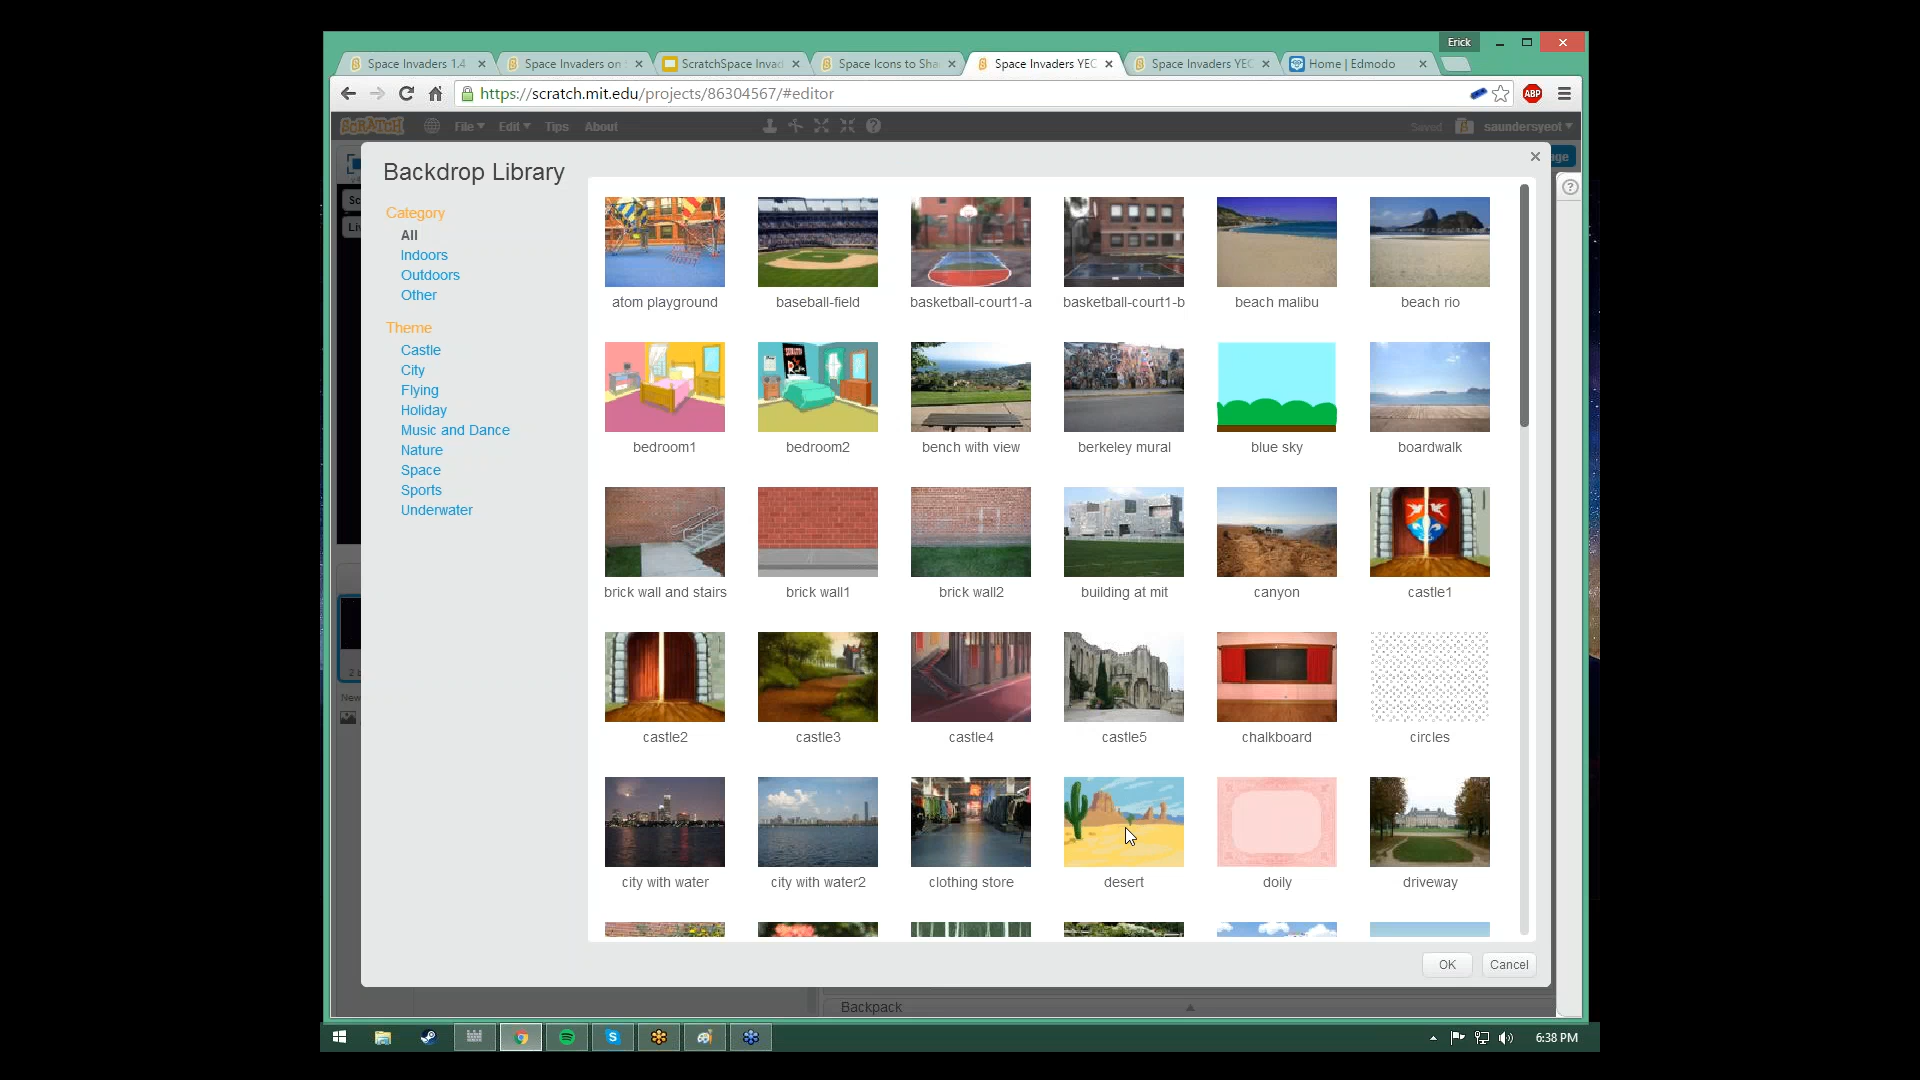 Erick
Space Invaders 1.4
Space Invaders on
ScratchSpace Invad
Space Icons to Sha
Space Invaders YEC
Space Invaders YEC
Home | Edmodo
https://scratch.mit.edu/projects/86304567/#editor
ABP
SCRATCH
File Edit Tips About
Saved
saundersyeot
Backdrop Library
Category
All
Indoors
Outdoors
Other
Theme
Castle
City
Flying
Holiday
Music and Dance
Nature
Space
Sports
Underwater
atom playground
baseball-field
basketball-court1-a
basketball-court1-b
beach malibu
beach rio
bedroom1
bedroom2
bench with view
berkeley mural
blue sky
boardwalk
brick wall and stairs
brick wall1
brick wall2
building at mit
canyon
castle1
castle2
castle3
castle4
castle5
chalkboard
circles
city with water
city with water2
clothing store
desert
doily
driveway
OK
Cancel
Backpack
6:38 PM